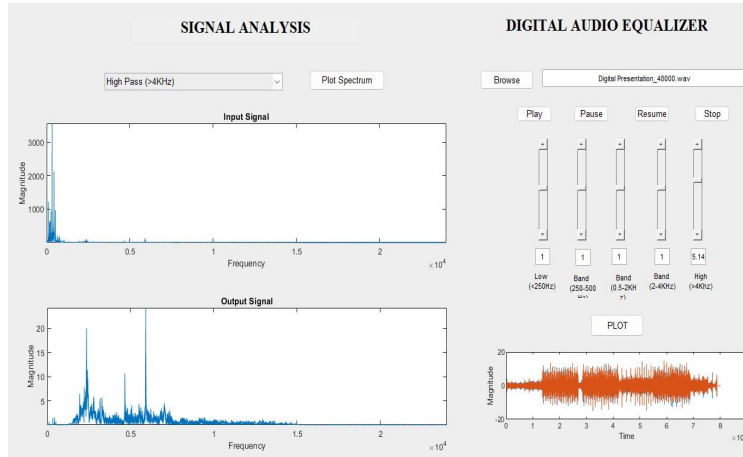 SIGNAL ANALYSIS
High Pass (>4KHz)
Plot Spectrum
Input Signal
Magnitude
3000
2000
1000
0
0.5
1
1.5
2
×10⁴
Frequency
Output Signal
Magnitude
20
15
10
5
0
0.5
1
1.5
2
×10⁴
Frequency
DIGITAL AUDIO EQUALIZER
Browse
Digital Presentation_48000.wav
Play Pause Resume Stop
1 1 1 1 5.14
Low Band Band Band High
(<250Hz) (250-500 (0.5-2KH (2-4KHz) (>4Khz)
z)
PLOT
Magnitude
20
0
-20
0 1 2 3 4 5 6 7 8
Time